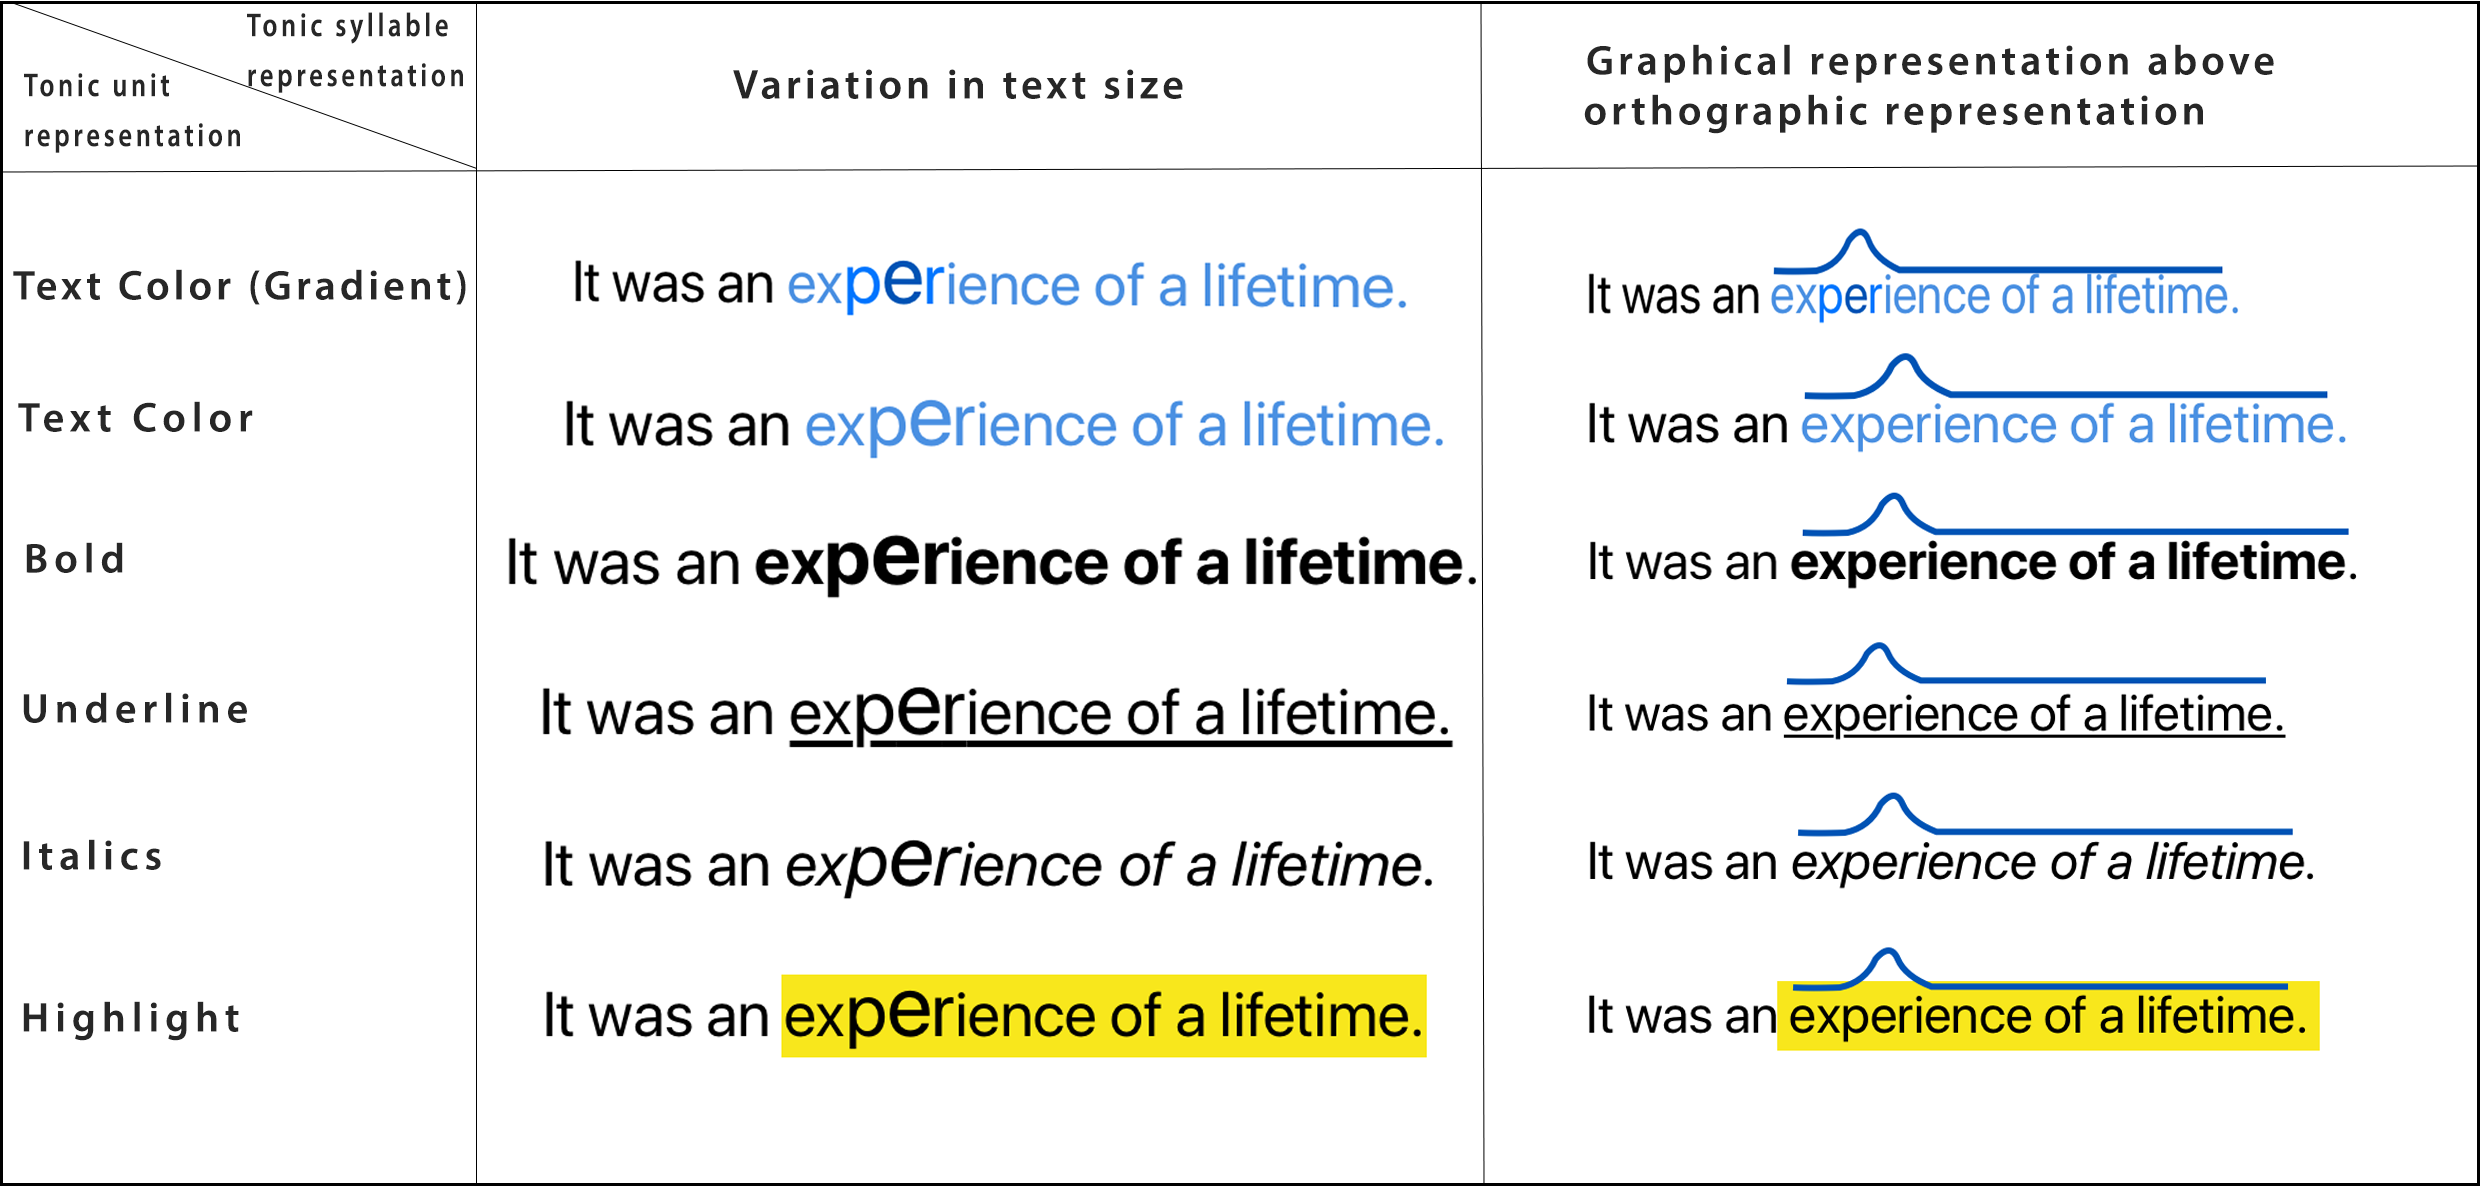 Tonic syllable
representation
Tonic unit
representation
Variation in text size
Graphical representation above
orthographic representation
Text Color (Gradient)
It was an experience of a lifetime.
It was an experience of a lifetime.
Text Color
It was an experience of a lifetime.
It was an experience of a lifetime.
Bold
It was an experience of a lifetime.
It was an experience of a lifetime.
Underline
It was an experience of a lifetime.
It was an experience of a lifetime.
Italics
It was an experience of a lifetime.
It was an experience of a lifetime.
Highlight
It was an experience of a lifetime.
It was an experience of a lifetime.